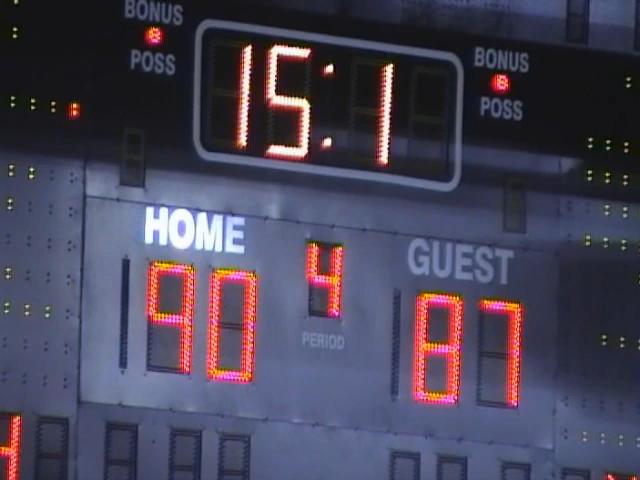 BONUS
15:1
BONUS
POSS
POSS
HOME
4
GUEST
90
PERIOD
87